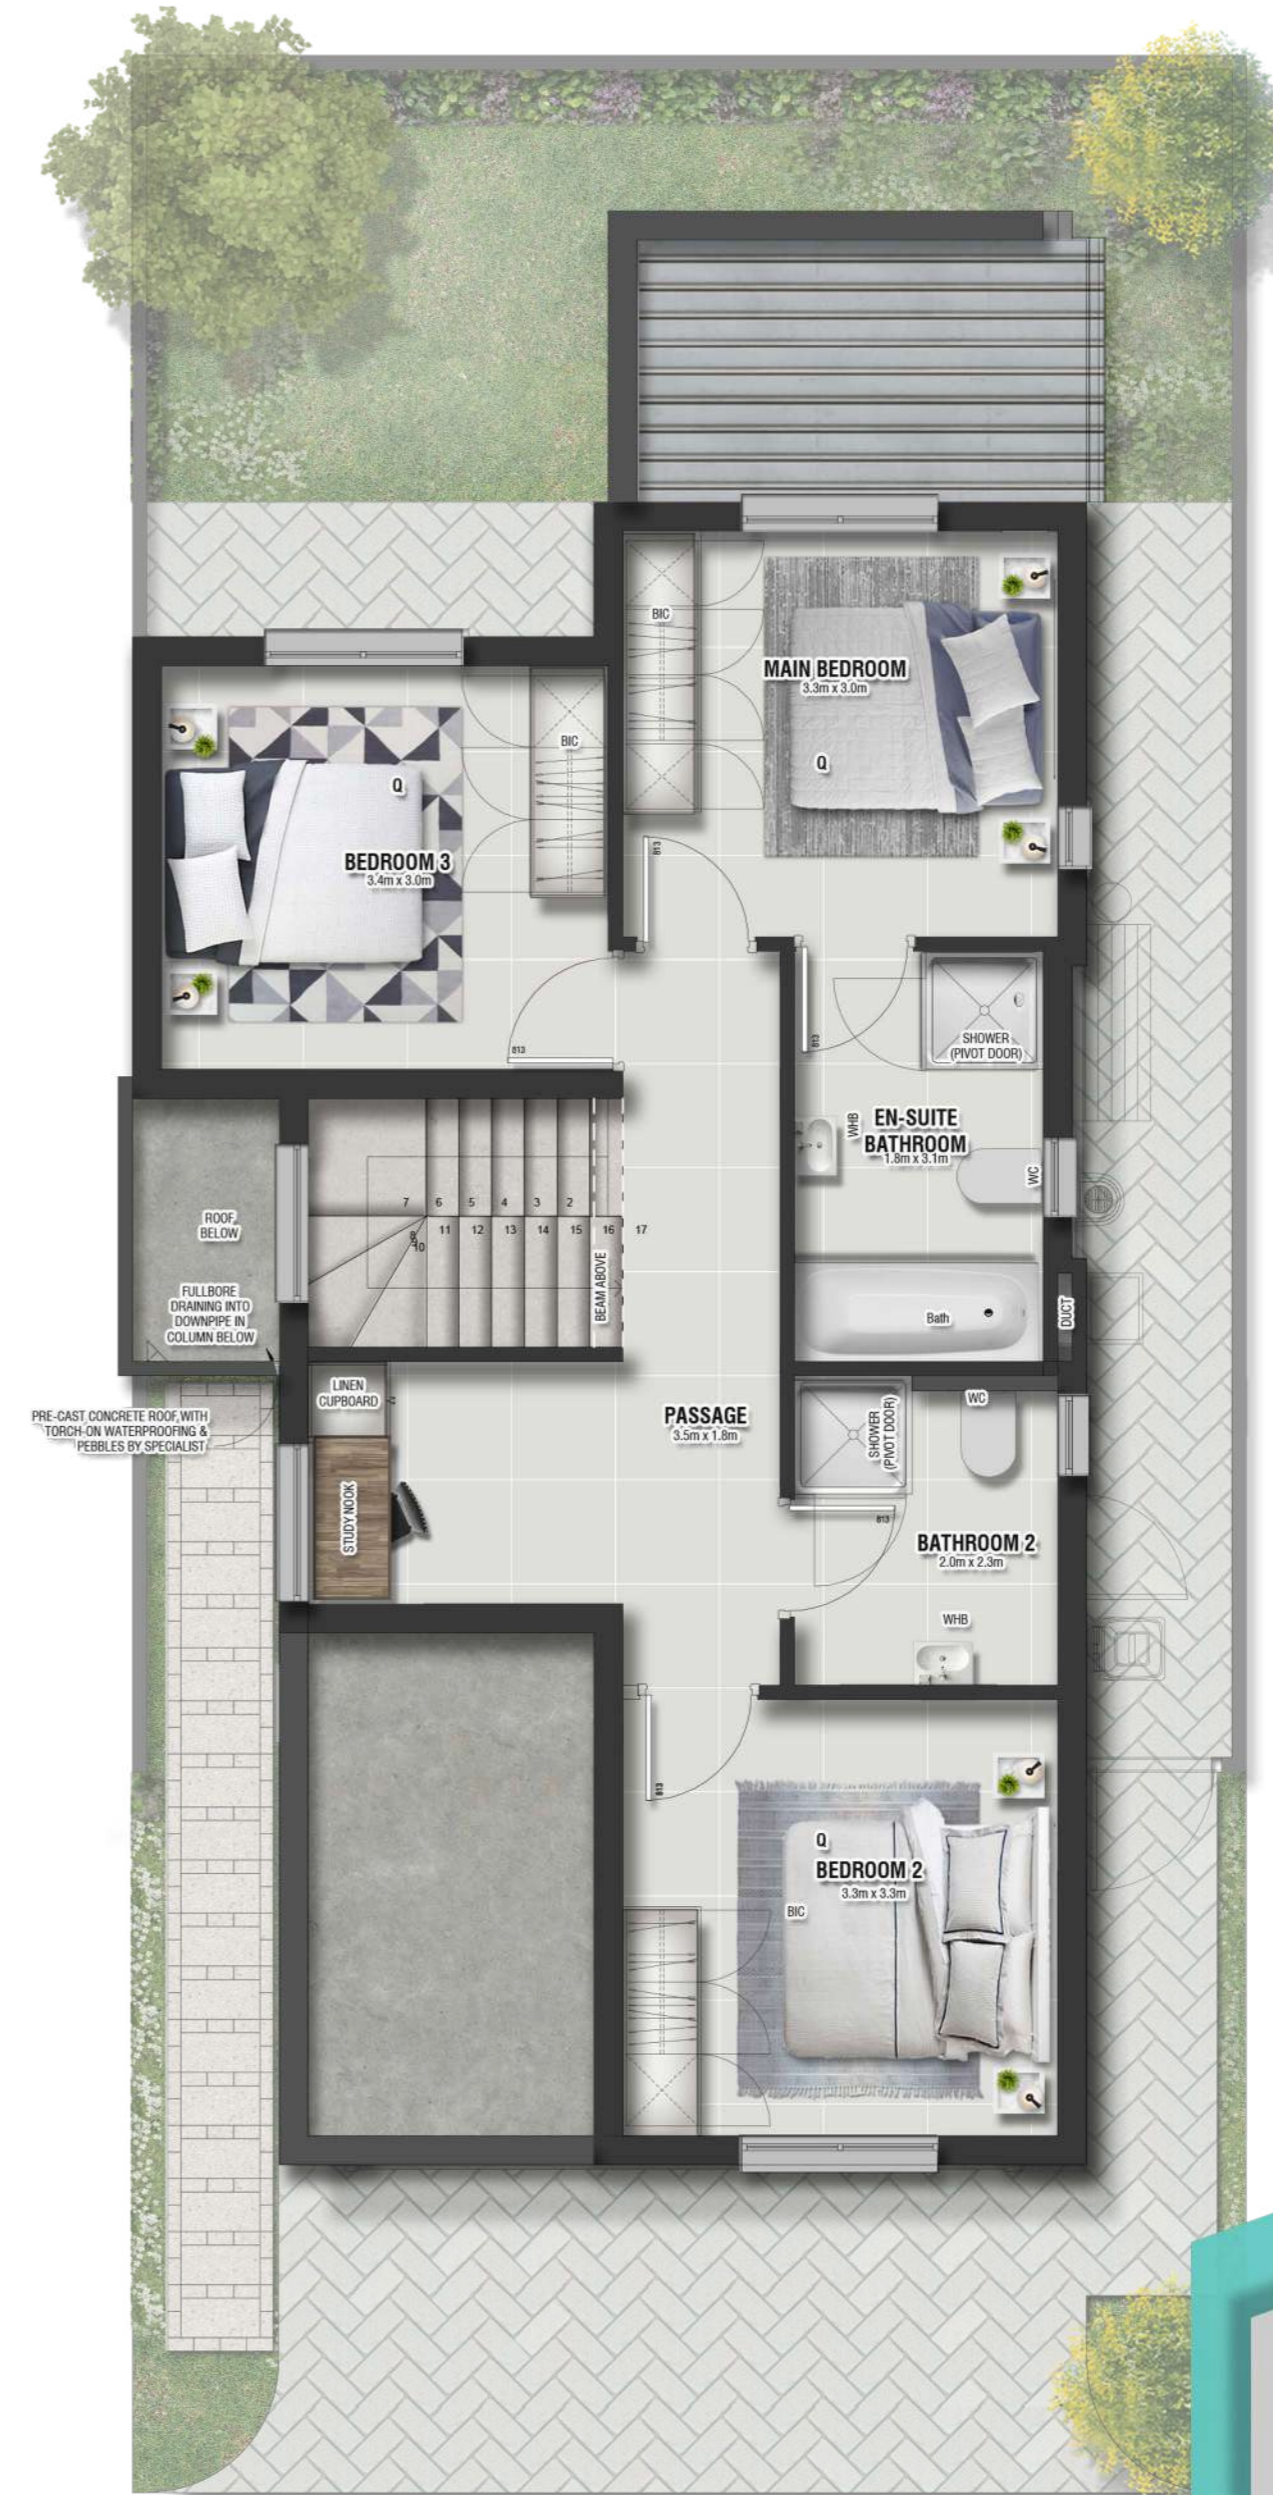 BIC
MAIN BEDROOM
3.3m x 3.0m
Q
BIC
Q
BEDROOM 3
3.4m x 3.0m
813
813
813
SHOWER
(PIVOT DOOR)
EN-SUITE
BATHROOM
1.8m x 3.1m
WHB
WC
ROOF
BELOW
7 6 5 4 3 2
8
9
10
11 12 13 14 15 16 17
BEAM ABOVE
FULLBORE
DRAINING INTO
DOWNPIPE IN
COLUMN BELOW
Bath
DUCT
LINEN
CUPBOARD
PRE-CAST CONCRETE ROOF WITH
TORCH-ON WATERPROOFING &
PEBBLES BY SPECIALIST
PASSAGE
3.5m x 1.8m
SHOWER
(PIVOT DOOR)
WC
STUDY NOOK
813
BATHROOM 2
2.0m x 2.3m
WHB
813
Q
BEDROOM 2
3.3m x 3.3m
BIC